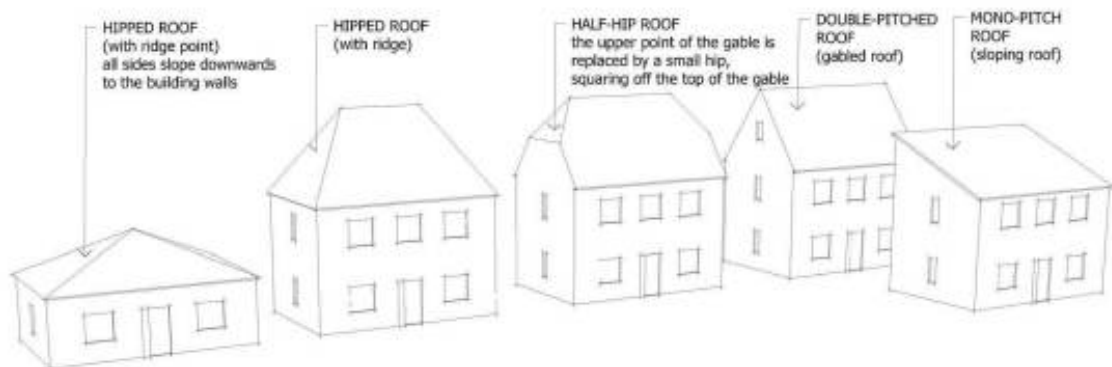 HIPPED ROOF
(with ridge point)
all sides slope downwards
to the building walls
HIPPED ROOF
(with ridge)
HALF-HIP ROOF
the upper point of the gable is
replaced by a small hip,
squaring off the top of the gable
DOUBLE-PITCHED
ROOF
(gabled roof)
MONO-PITCH
ROOF
(sloping roof)